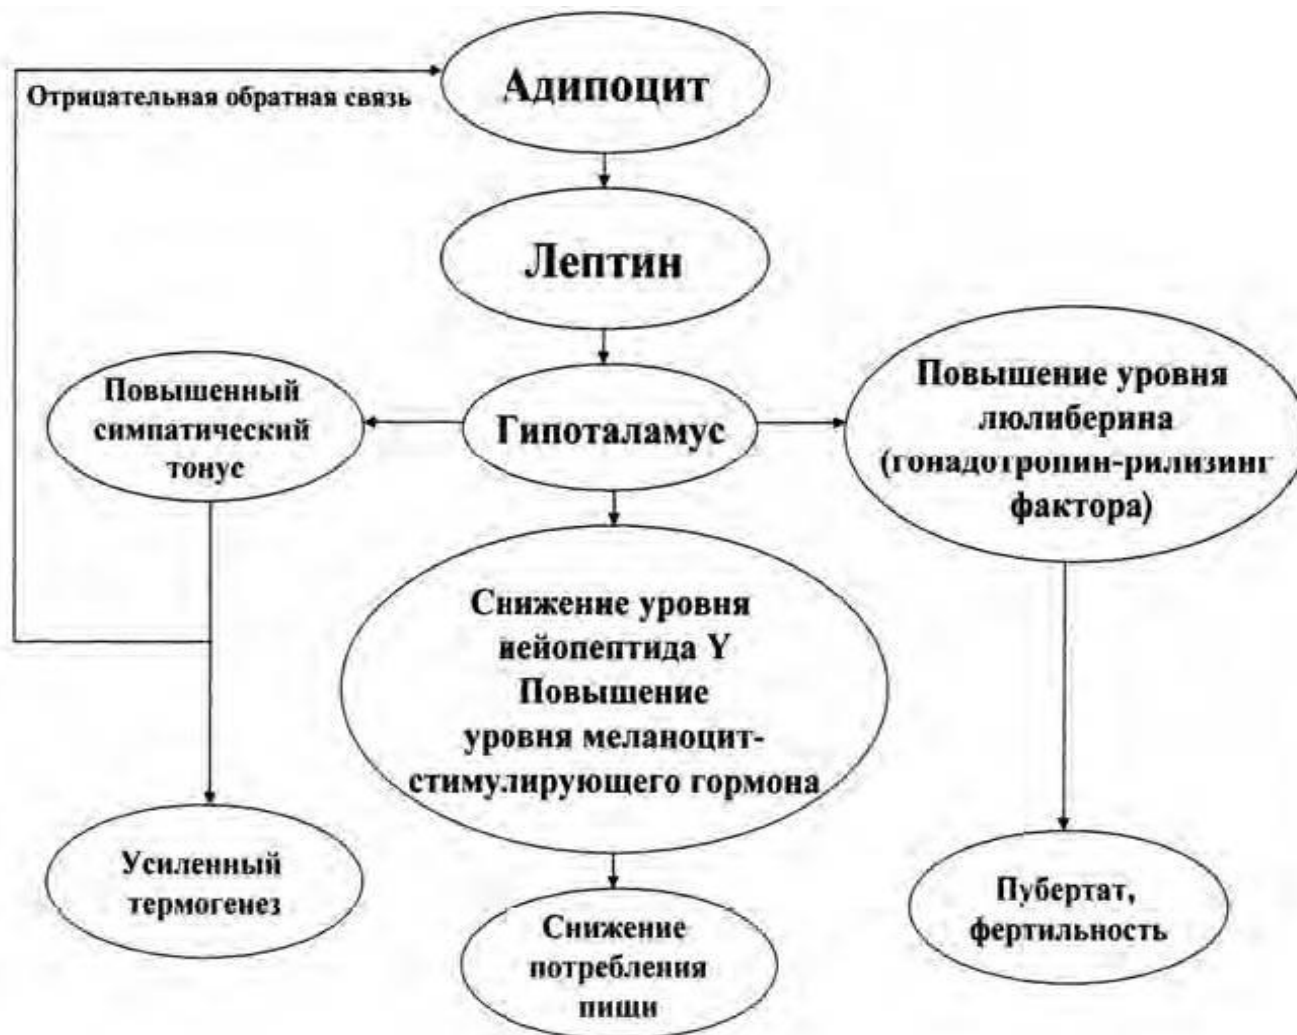 Адипоцит
Отрицательная обратная связь
Лептин
Повышенный
симпатический
тонус
Гипоталамус
Повышение уровня
люлиберина
(гонадотропин-рилизинг
фактора)
Снижение уровня
нейопептида Y
Повышение
уровня меланоцит-
стимулирующего гормона
Усиленный
термогенез
Снижение
потребления
пищи
Пубертат,
фертильность